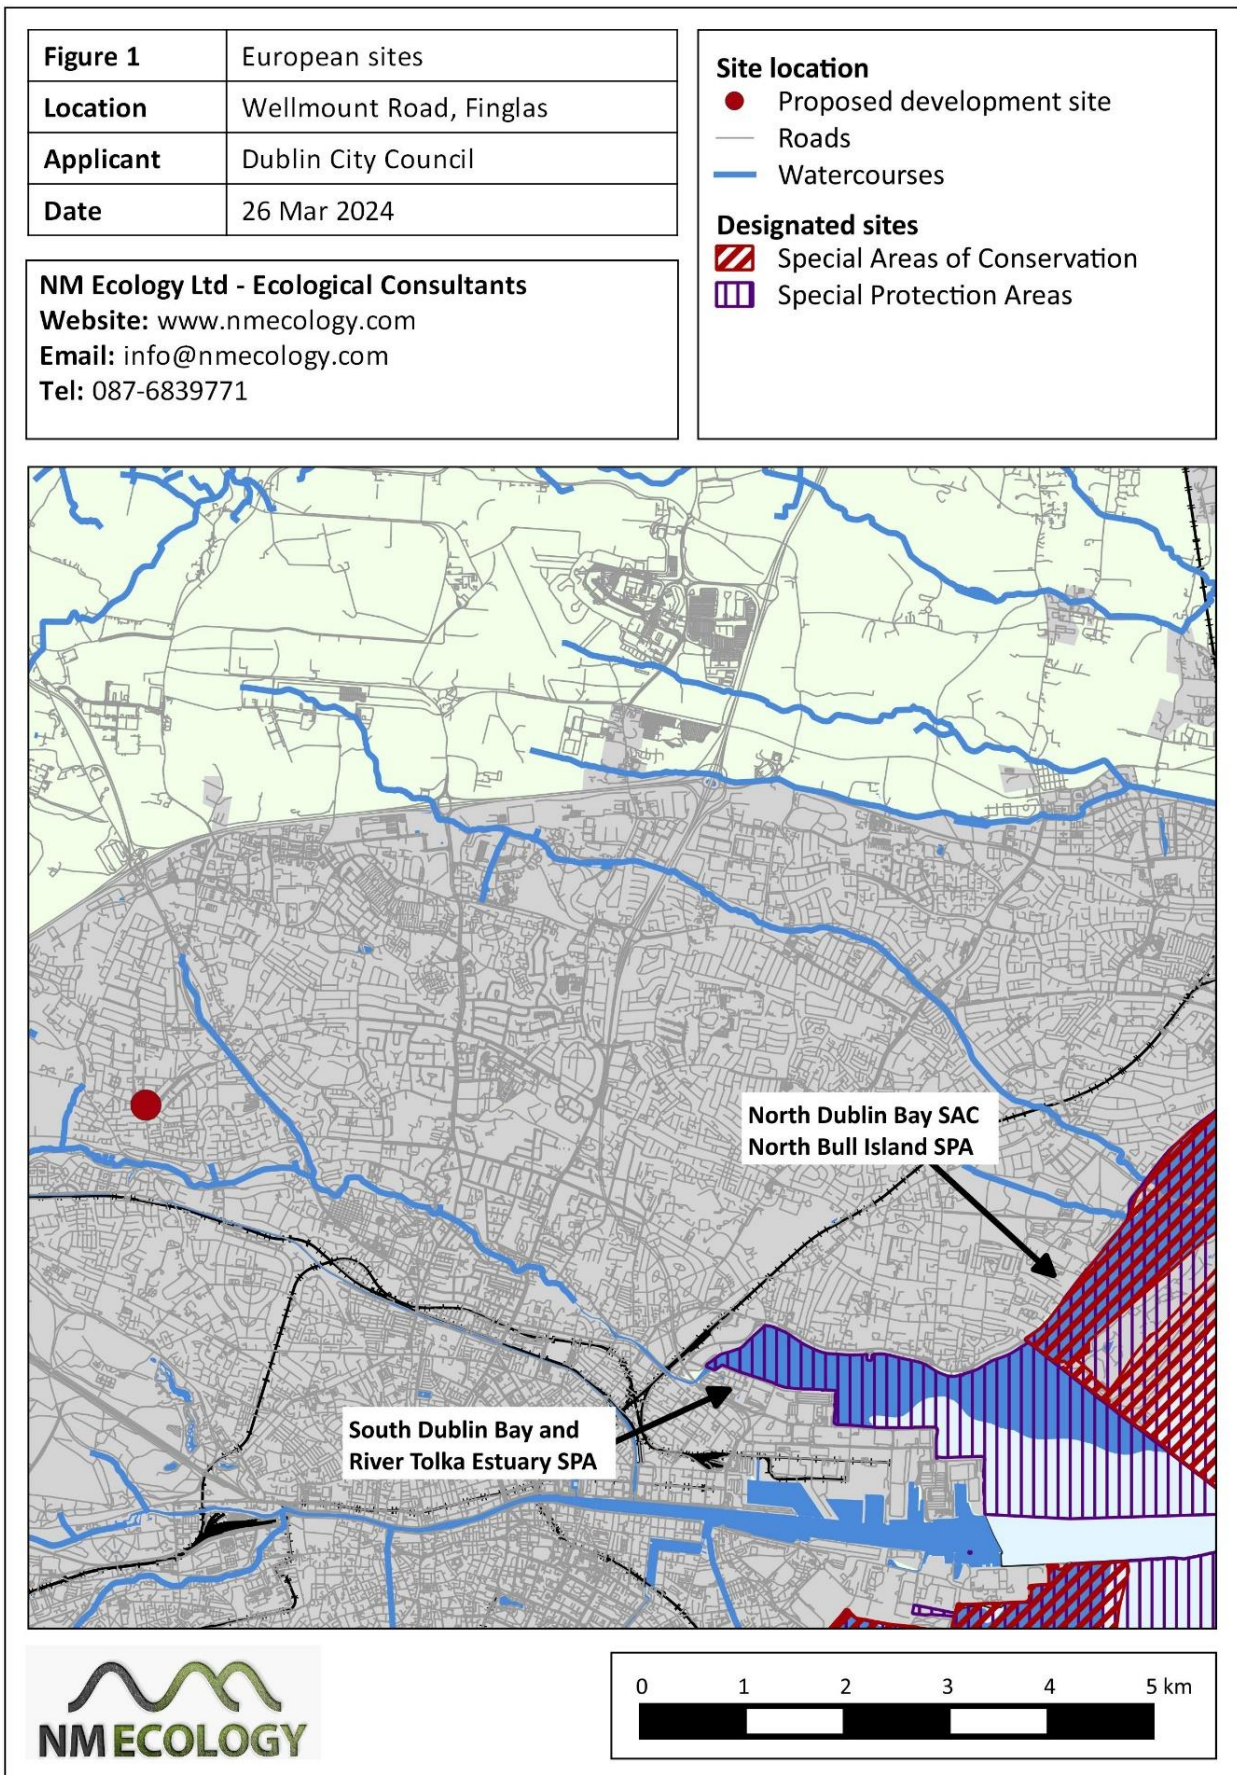 Figure 1 European sites
Location Wellmount Road, Finglas
Applicant Dublin City Council
Date 26 Mar 2024
NM Ecology Ltd - Ecological Consultants
Website: www.nmecology.com
Email: info@nmecology.com
Tel: 087-6839771
Site location
Proposed development site
Roads
Watercourses
Designated sites
Special Areas of Conservation
Special Protection Areas
North Dublin Bay SAC
North Bull Island SPA
South Dublin Bay and
River Tolka Estuary SPA
NM ECOLOGY
0 1 2 3 4 5 km